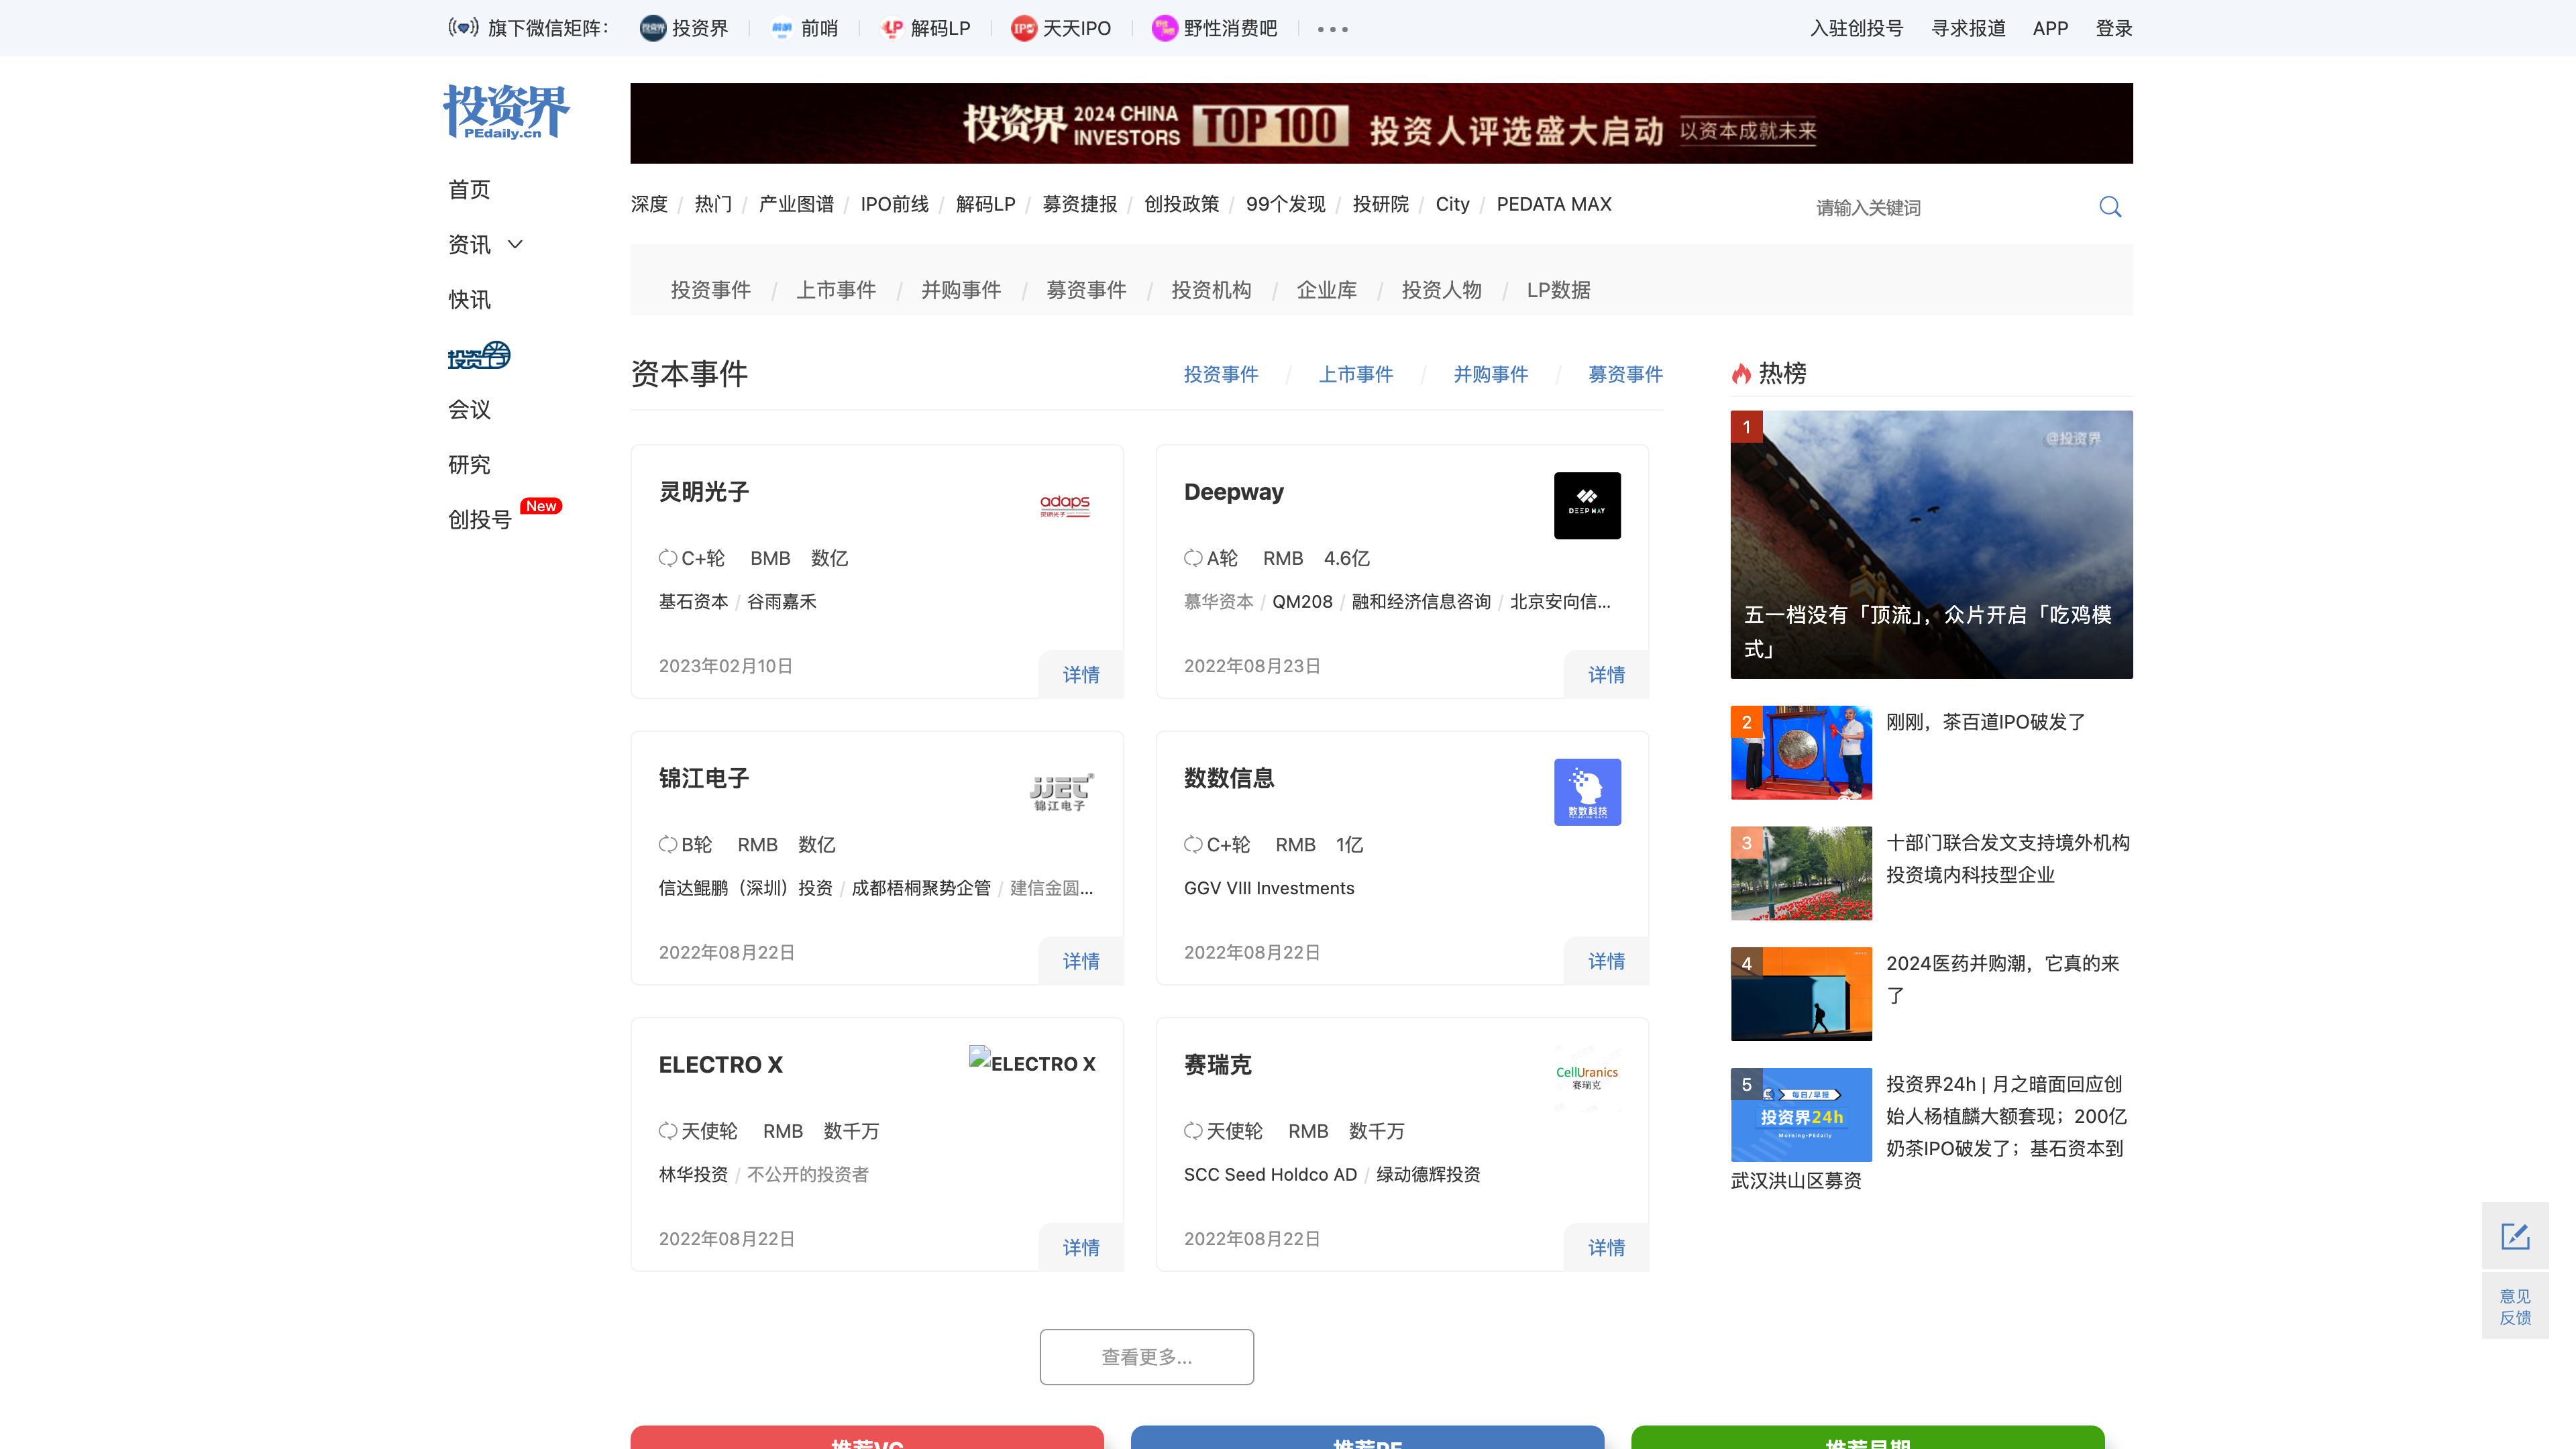 旗下微信矩阵： 投资界 前哨 解码LP 天天IPO 野性消费吧 入驻创投号 寻求报道 APP 登录
投资界
PEdaily.cn
投资界 2024 CHINA INVESTORS TOP 100 投资人评选盛大启动 以资本成就未来
首页
资讯
快讯
投资百
会议
研究
创投号 New
深度 / 热门 / 产业图谱 / IPO前线 / 解码LP / 募资捷报 / 创投政策 / 99个发现 / 投研院 / City / PEDATA MAX
请输入关键词
投资事件 / 上市事件 / 并购事件 / 募资事件 / 投资机构 / 企业库 / 投资人物 / LP数据
资本事件
投资事件 / 上市事件 / 并购事件 / 募资事件
灵明光子
adaps
灵明光子
C+轮 BMB 数亿
基石资本 / 谷雨嘉禾
2023年02月10日
详情
Deepway
DEEPWAY
A轮 RMB 4.6亿
慕华资本 / QM208 / 融和经济信息咨询 / 北京安向信...
2022年08月23日
详情
锦江电子
JJEC
锦江电子
B轮 RMB 数亿
信达鲲鹏（深圳）投资 / 成都梧桐聚势企管 / 建信金圆...
2022年08月22日
详情
数数信息
数数科技
C+轮 RMB 1亿
GGV VIII Investments
2022年08月22日
详情
ELECTRO X
ELECTRO X
天使轮 RMB 数千万
林华投资 / 不公开的投资者
2022年08月22日
详情
赛瑞克
CellUranics
赛瑞克
天使轮 RMB 数千万
SCC Seed Holdco AD / 绿动德辉投资
2022年08月22日
详情
查看更多...
热榜
1
@投资界
五一档没有「顶流」，众片开启「吃鸡模
式」
2
刚刚，茶百道IPO破发了
3
十部门联合发文支持境外机构
投资境内科技型企业
4
2024医药并购潮，它真的来
了
5
每日/早报
投资界24h
Morning·PEdaily
投资界24h | 月之暗面回应创
始人杨植麟大额套现；200亿
奶茶IPO破发了；基石资本到
武汉洪山区募资
意见
反馈
推荐VC
推荐PE
推荐早期